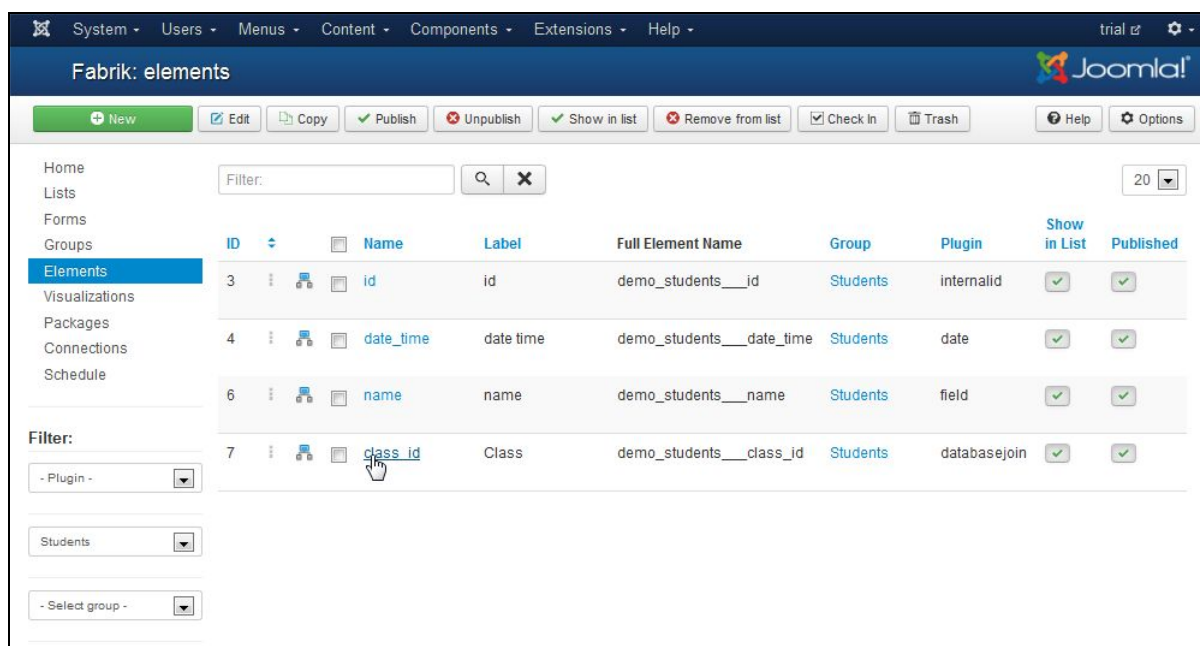 System Users Menus Content Components Extensions Help trial
Fabrik: elements Joomla!
New Edit Copy Publish Unpublish Show in list Remove from list Check In Trash Help Options
Home
Lists
Forms
Groups
Elements
Visualizations
Packages
Connections
Schedule
Filter:
- Plugin -
Students
- Select group -
Filter: 20
ID Name Label Full Element Name Group Plugin Show in List Published
3 id id demo_students___id Students internalid
4 date_time date time demo_students___date_time Students date
6 name name demo_students___name Students field
7 class_id Class demo_students___class_id Students databasejoin